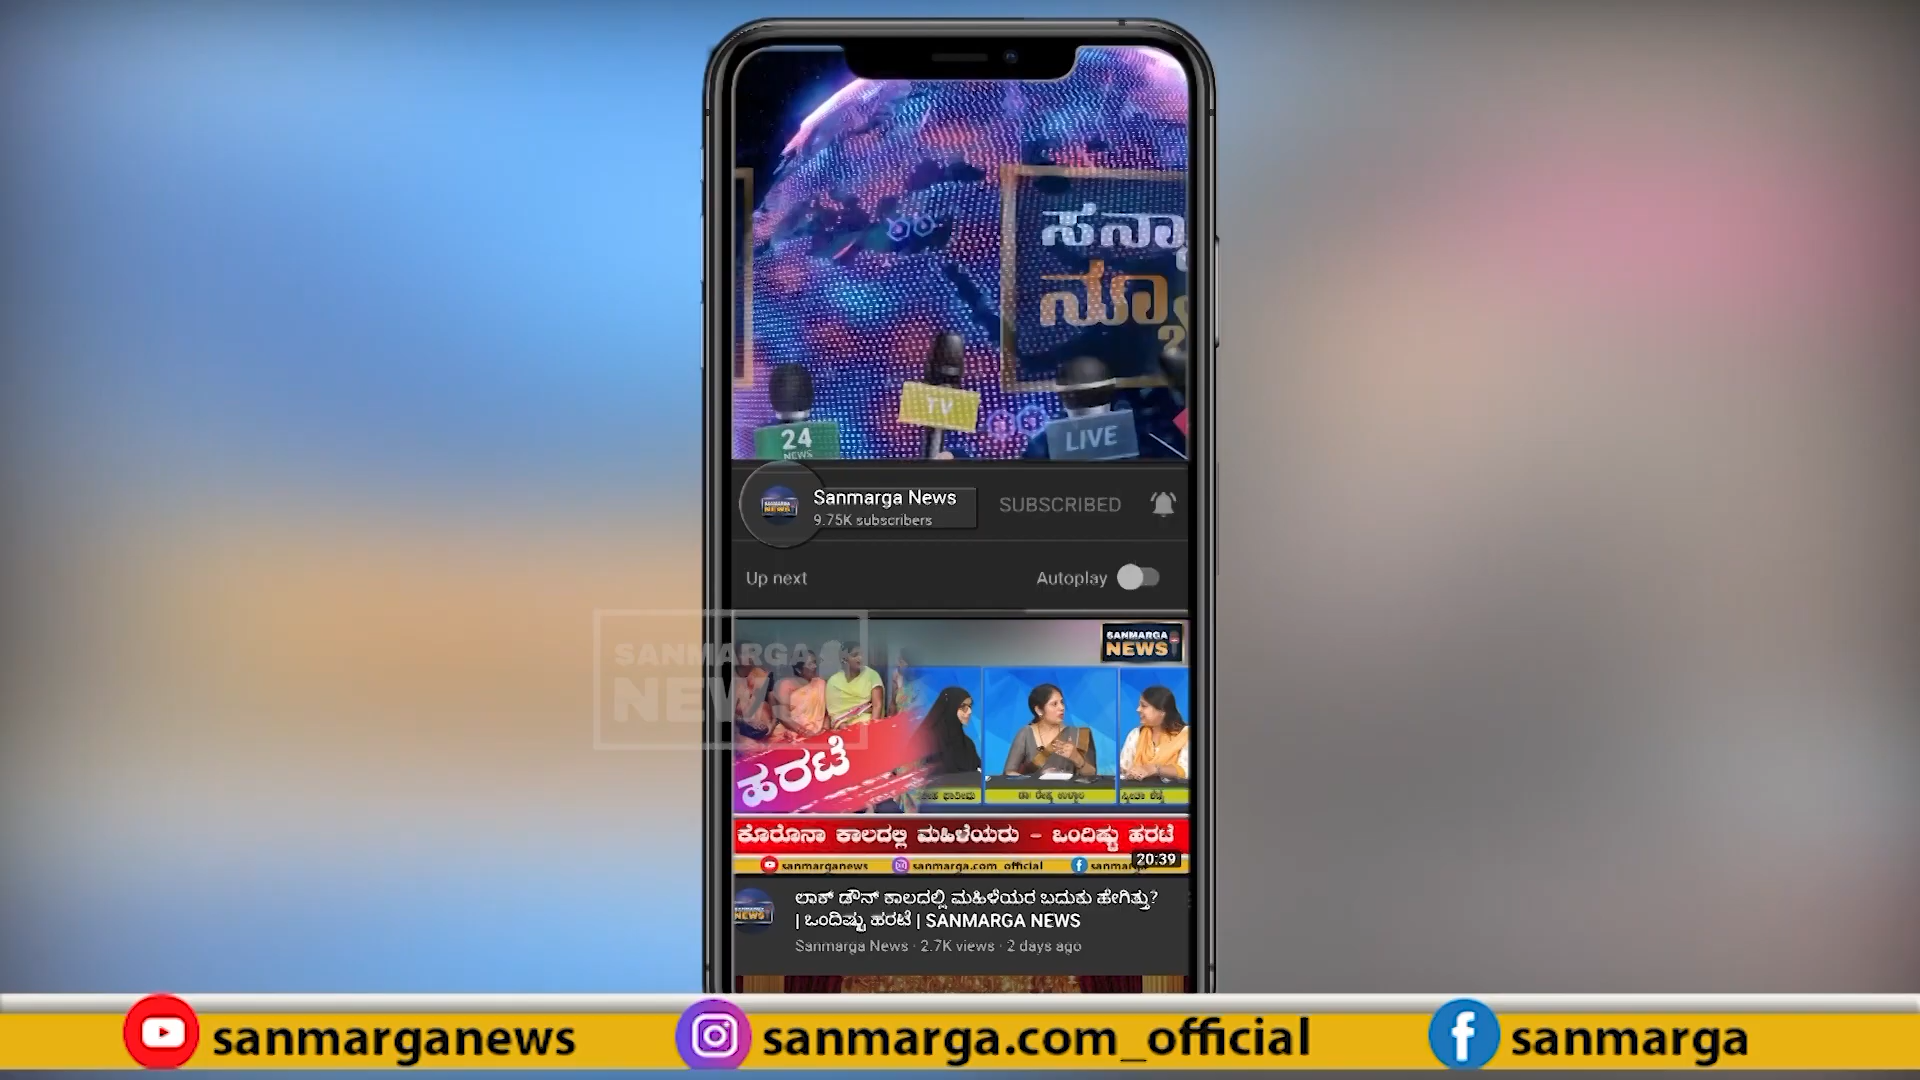 ಸನ್ಮಾ
ನ್ಯೂ
TV
24
NEWS
LIVE
Sanmarga News
9.75K subscribers
SUBSCRIBED
Up next
Autoplay
SANMARGA
NEWS
SANMARGA
NEWS
ಹರಟೆ
ಡಾ। ರೇಷ್ಮ ಉಳ್ಳಾಲ
ಕೊರೊನಾ ಕಾಲದಲ್ಲಿ ಮಹಿಳೆಯರು - ಒಂದಿಷ್ಟು ಹರಟೆ
sanmarganews
sanmarga.com_official
20:39
ಲಾಕ್ ಡೌನ್ ಕಾಲದಲ್ಲಿ ಮಹಿಳೆಯರ ಬದುಕು ಹೇಗಿತ್ತು?
| ಒಂದಿಷ್ಟು ಹರಟೆ | SANMARGA NEWS
Sanmarga News · 2.7K views · 2 days ago
sanmarganews
sanmarga.com_official
sanmarga